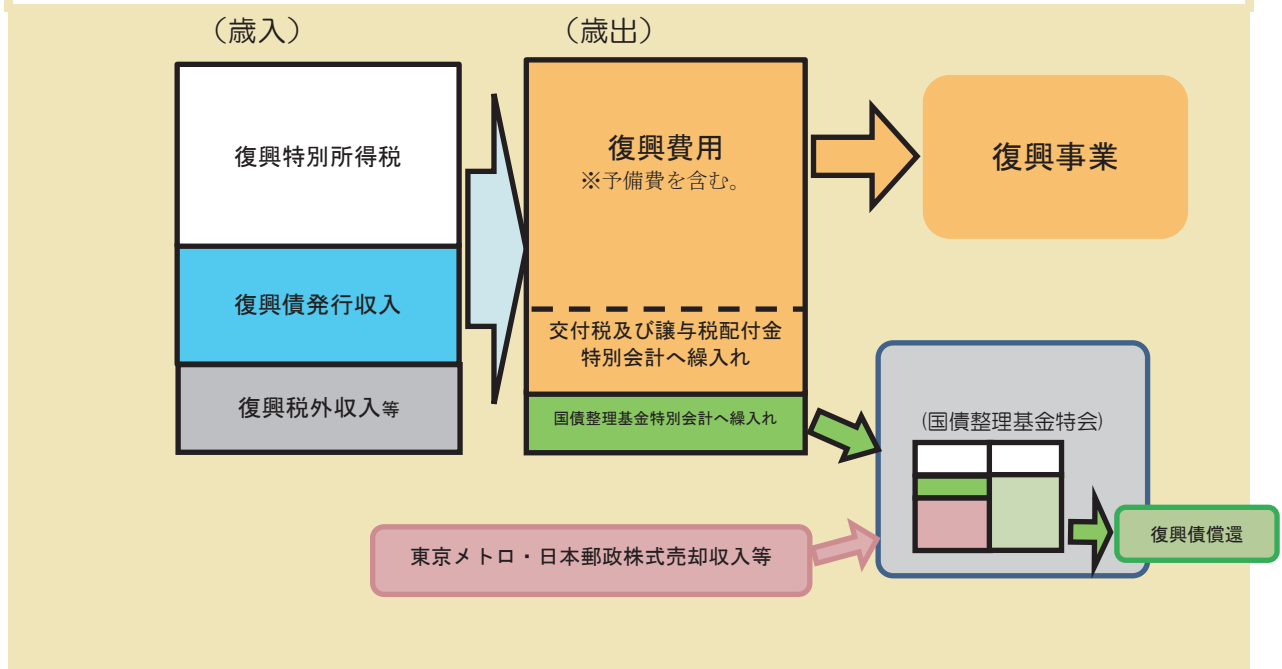 （歳入）
（歳出）
復興特別所得税
復興債発行収入
復興税外収入等
復興費用
※予備費を含む。
交付税及び譲与税配付金
特別会計へ繰入れ
国債整理基金特別会計へ繰入れ
復興事業
(国債整理基金特会)
東京メトロ・日本郵政株式売却収入等
復興債償還